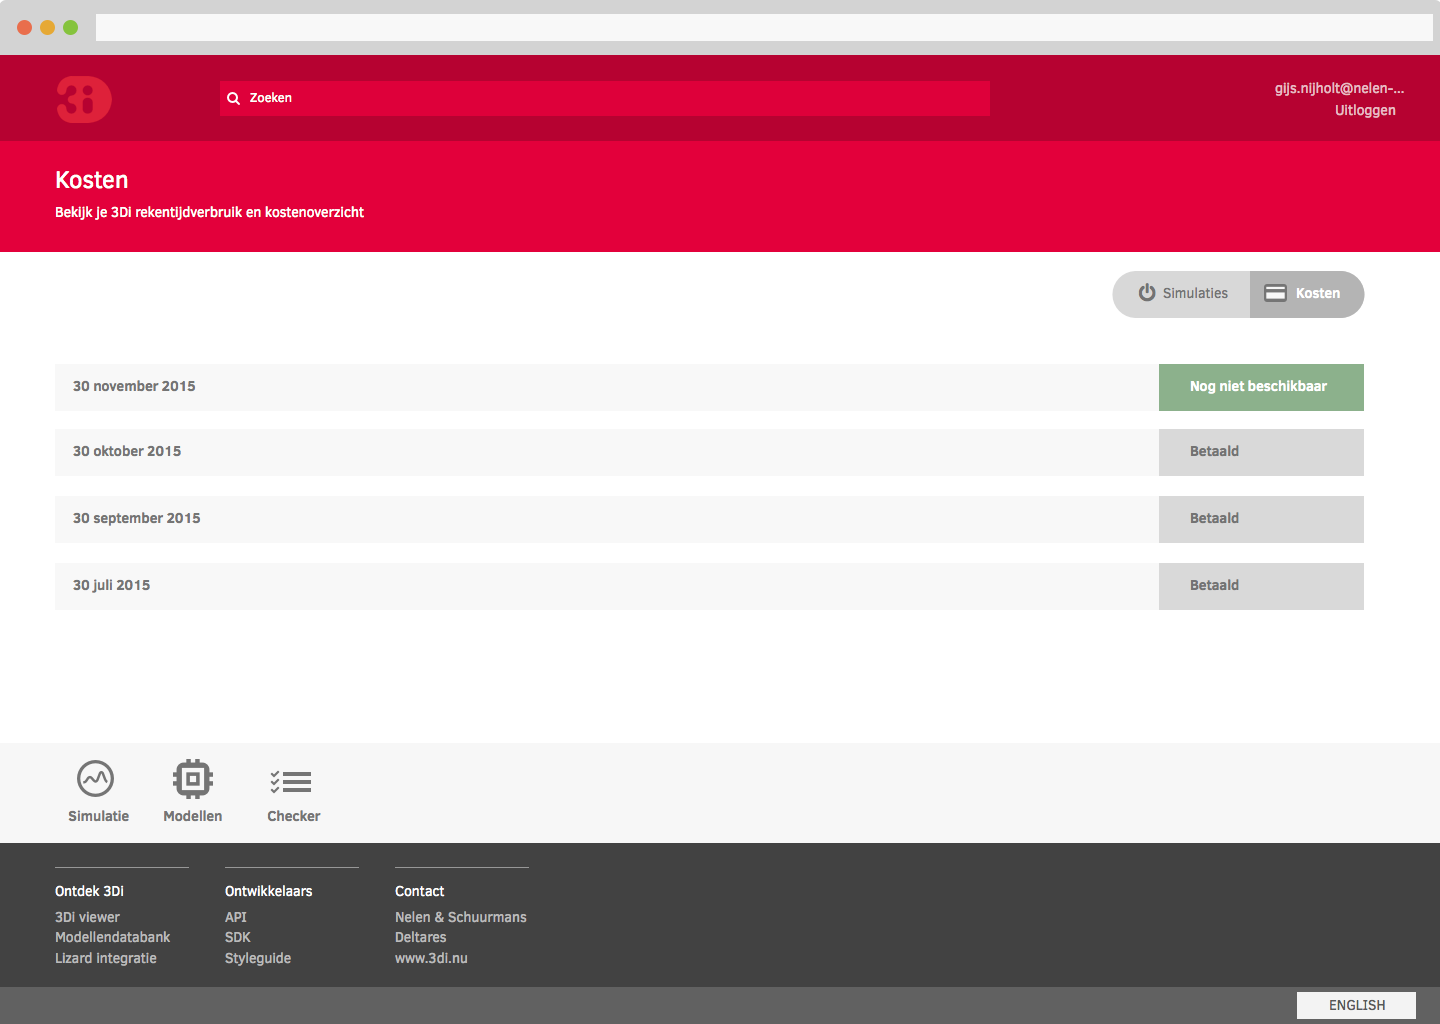 3i
Zoeken
gijs.nijholt@nelen-...
Uitloggen
Kosten
Bekijk je 3Di rekentijdverbruik en kostenoverzicht
Simulaties
Kosten
30 november 2015
Nog niet beschikbaar
30 oktober 2015
Betaald
30 september 2015
Betaald
30 juli 2015
Betaald
Simulatie
Modellen
Checker
Ontdek 3Di
3Di viewer
Modellendatabank
Lizard integratie
Ontwikkelaars
API
SDK
Styleguide
Contact
Nelen & Schuurmans
Deltares
www.3di.nu
ENGLISH